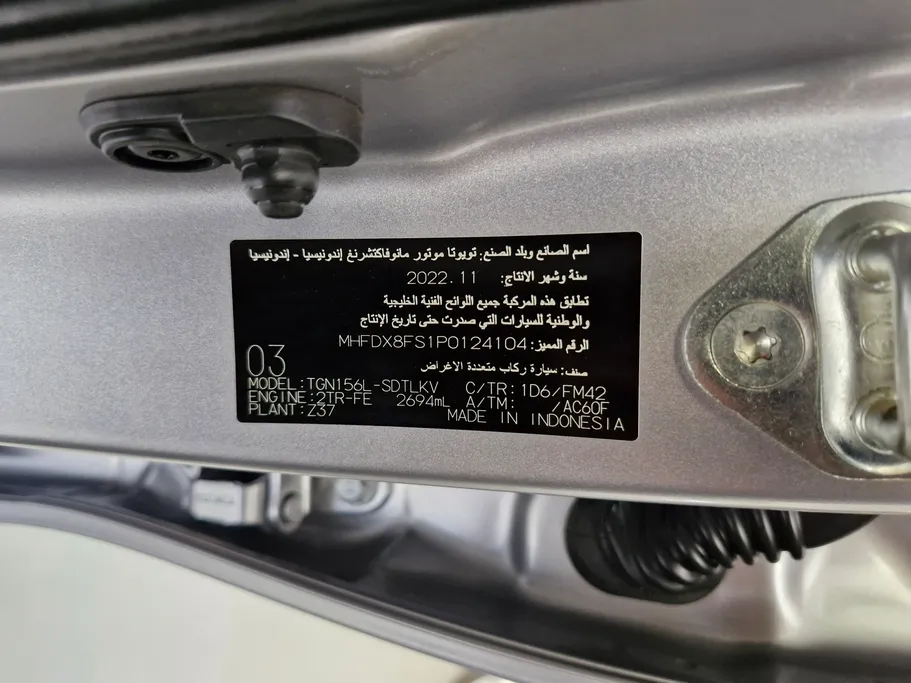 اسم الصانع وبلد الصنع: تويوتا موتور مانوفاكتشرنغ إندونيسيا - إندونيسيا
سنة وشهر الانتاج: 2022.11
تطابق هذه المركبة جميع اللوائح الفنية الخليجية
والوطنية للسيارات التي صدرت حتى تاريخ الإنتاج
الرقم المميز: MHFDX8FS1P0124104
صنف: سيارة ركاب متعددة الاغراض
03
MODEL:TGN156L-SDTLKV C/TR:1D6/FM42
ENGINE:2TR-FE 2694mL A/TM: /AC60F
PLANT:Z37 MADE IN INDONESIA